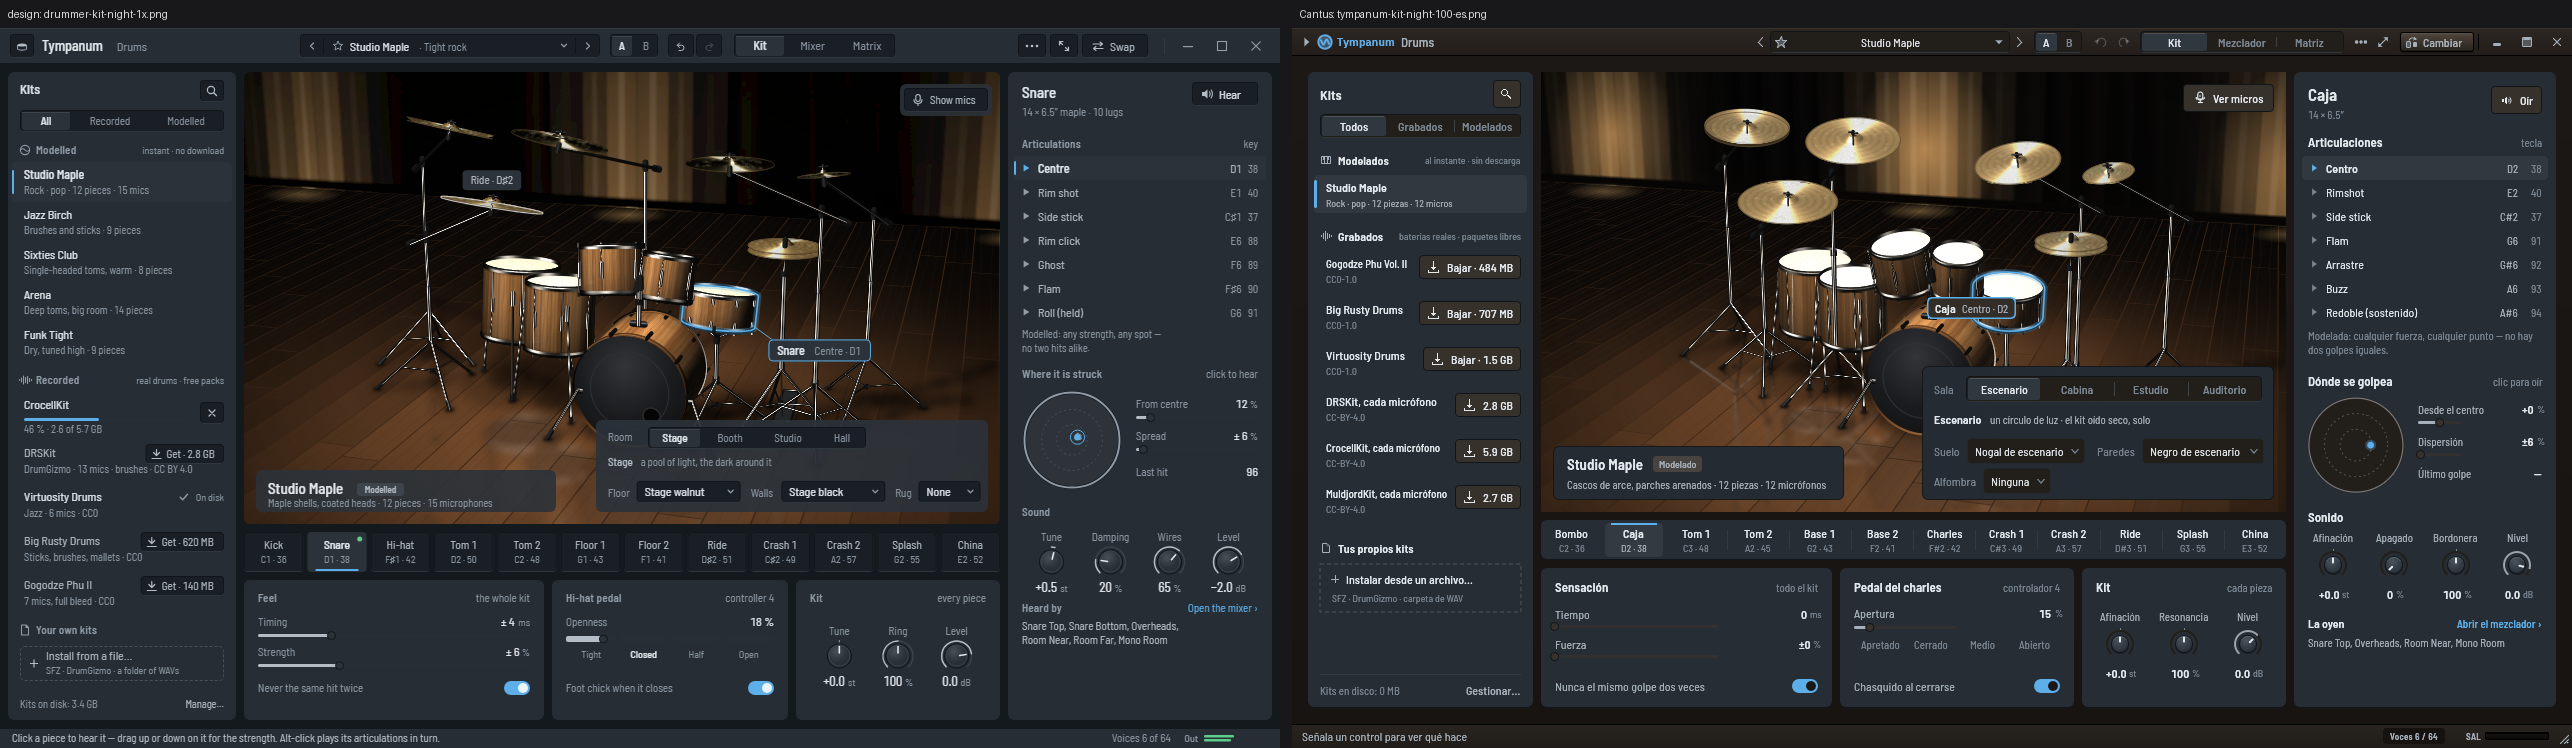 design: drummer-kit-night-1x.png
Tympanum Drums
Studio Maple · Tight rock
A B
Kit Mixer Matrix
Swap
Kits
All Recorded Modelled
Modelled instant · no download
Studio Maple
Rock · pop · 12 pieces · 15 mics
Jazz Birch
Brushes and sticks · 9 pieces
Sixties Club
Single-headed toms, warm · 8 pieces
Arena
Deep toms, big room · 14 pieces
Funk Tight
Dry, tuned high · 9 pieces
Recorded real drums · free packs
CrocellKit
46 % · 2.6 of 5.7 GB
DRSKit Get · 2.8 GB
DrumGizmo · 13 mics · brushes · CC BY 4.0
Virtuosity Drums On disk
Jazz · 6 mics · CC0
Big Rusty Drums Get · 620 MB
Sticks, brushes, mallets · CC0
Gogodze Phu II Get · 140 MB
7 mics, full bleed · CC0
Your own kits
Install from a file...
SFZ · DrumGizmo · a folder of WAVs
Kits on disk: 3.4 GB Manage...
Show mics
Ride · D♯2
Snare Centre · D1
Room Stage Booth Studio Hall
Stage a pool of light, the dark around it
Floor Stage walnut Walls Stage black Rug None
Studio Maple Modelled
Maple shells, coated heads · 12 pieces · 15 microphones
Kick Snare Hi-hat Tom 1 Tom 2 Floor 1 Floor 2 Ride Crash 1 Crash 2 Splash China
C1 · 36 D1 · 38 F♯1 · 42 D2 · 50 C2 · 48 G1 · 43 F1 · 41 D♯2 · 51 C♯2 · 49 A2 · 57 G2 · 55 E2 · 52
Feel the whole kit
Timing ± 4 ms
Strength ± 6 %
Never the same hit twice
Hi-hat pedal controller 4
Openness 18 %
Tight Closed Half Open
Foot chick when it closes
Kit every piece
Tune Ring Level
+0.0 st 100 % 0.0 dB
Snare Hear
14 × 6.5″ maple · 10 lugs
Articulations key
Centre D1 38
Rim shot E1 40
Side stick C♯1 37
Rim click E6 88
Ghost F6 89
Flam F♯6 90
Roll (held) G6 91
Modelled: any strength, any spot —
no two hits alike.
Where it is struck click to hear
From centre 12 %
Spread ± 6 %
Last hit 96
Sound
Tune Damping Wires Level
+0.5 st 20 % 65 % −2.0 dB
Heard by Open the mixer ›
Snare Top, Snare Bottom, Overheads,
Room Near, Room Far, Mono Room
Click a piece to hear it — drag up or down on it for the strength. Alt-click plays its articulations in turn.
Voices 6 of 64 Out
Cantus: tympanum-kit-night-100-es.png
Tympanum Drums
Studio Maple
A B
Kit Mezclador Matriz
Cambiar
Kits
Todos Grabados Modelados
Modelados al instante · sin descarga
Studio Maple
Rock · pop · 12 piezas · 12 micros
Grabados baterías reales · paquetes libres
Gogodze Phu Vol. II Bajar · 484 MB
CC0-1.0
Big Rusty Drums Bajar · 707 MB
CC0-1.0
Virtuosity Drums Bajar · 1.5 GB
CC0-1.0
DRSKit, cada micrófono 2.8 GB
CC-BY-4.0
CrocellKit, cada micrófono 5.9 GB
CC-BY-4.0
MuldjordKit, cada micrófono 2.7 GB
CC-BY-4.0
Tus propios kits
Instalar desde un archivo...
SFZ · DrumGizmo · carpeta de WAV
Kits en disco: 0 MB Gestionar...
Ver micros
Caja Centro · D2
Sala Escenario Cabina Estudio Auditorio
Escenario un círculo de luz · el kit oído seco, solo
Suelo Nogal de escenario Paredes Negro de escenario
Alfombra Ninguna
Studio Maple Modelado
Cascos de arce, parches arenados · 12 piezas · 12 micrófonos
Bombo Caja Tom 1 Tom 2 Base 1 Base 2 Charles Crash 1 Crash 2 Ride Splash China
C2 · 36 D2 · 38 C3 · 48 A2 · 45 G2 · 43 F2 · 41 F#2 · 42 C#3 · 49 A3 · 57 D#3 · 51 G3 · 55 E3 · 52
Sensación todo el kit
Tiempo 0 ms
Fuerza ±0 %
Nunca el mismo golpe dos veces
Pedal del charles controlador 4
Apertura 15 %
Apretado Cerrado Medio Abierto
Chasquido al cerrarse
Kit cada pieza
Afinación Resonancia Nivel
+0.0 st 100 % 0.0 dB
Caja Oír
14 × 6.5″
Articulaciones tecla
Centro D2 38
Rimshot E2 40
Side stick C#2 37
Flam G6 91
Arrastre G#6 92
Buzz A6 93
Redoble (sostenido) A#6 94
Modelada: cualquier fuerza, cualquier punto — no hay
dos golpes iguales.
Dónde se golpea clic para oír
Desde el centro +0 %
Dispersión ±6 %
Último golpe —
Sonido
Afinación Apagado Bordonera Nivel
+0.0 st 0 % 100 % 0.0 dB
La oyen Abrir el mezclador ›
Snare Top, Overheads, Room Near, Mono Room
Señala un control para ver qué hace
Voces 6 / 64 SAL